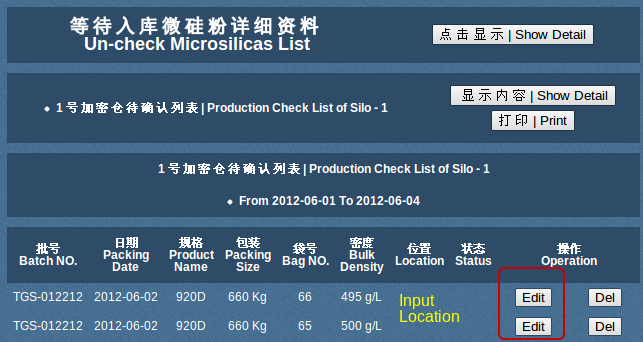 等待入库微硅粉详细资料
Un-check Microsilicas List
点击显示 | Show Detail
1 号加密仓待确认列表 | Production Check List of Silo - 1
显示内容 | Show Detail
打印 | Print
1 号加密仓待确认列表 | Production Check List of Silo - 1
From 2012-06-01 To 2012-06-04
批号 日期 规格 包装 袋号 密度 位置 状态 操作
Batch NO. Packing Date Product Name Packing Size Bag NO. Bulk Density Location Status Operation
TGS-012212 2012-06-02 920D 660 Kg 66 495 g/L Edit Del
Input Location
TGS-012212 2012-06-02 920D 660 Kg 65 500 g/L Edit Del